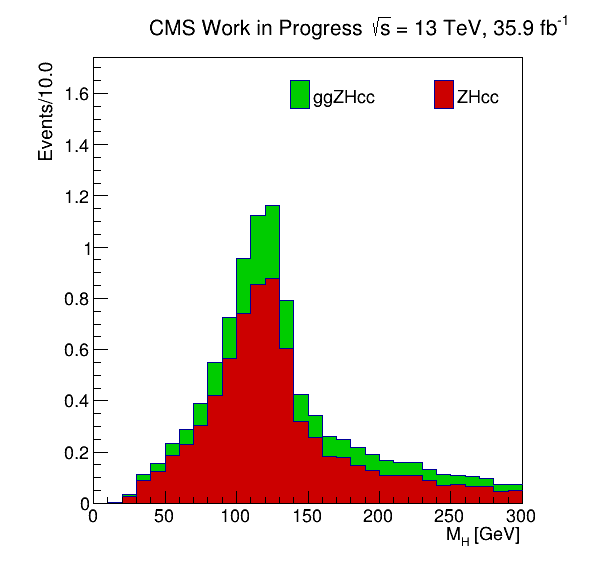 CMS Work in Progress √s = 13 TeV, 35.9 fb⁻¹
Events/10.0
ggZHcc ZHcc
1.6
1.4
1.2
1
0.8
0.6
0.4
0.2
0
0 50 100 150 200 250 300
M_H [GeV]